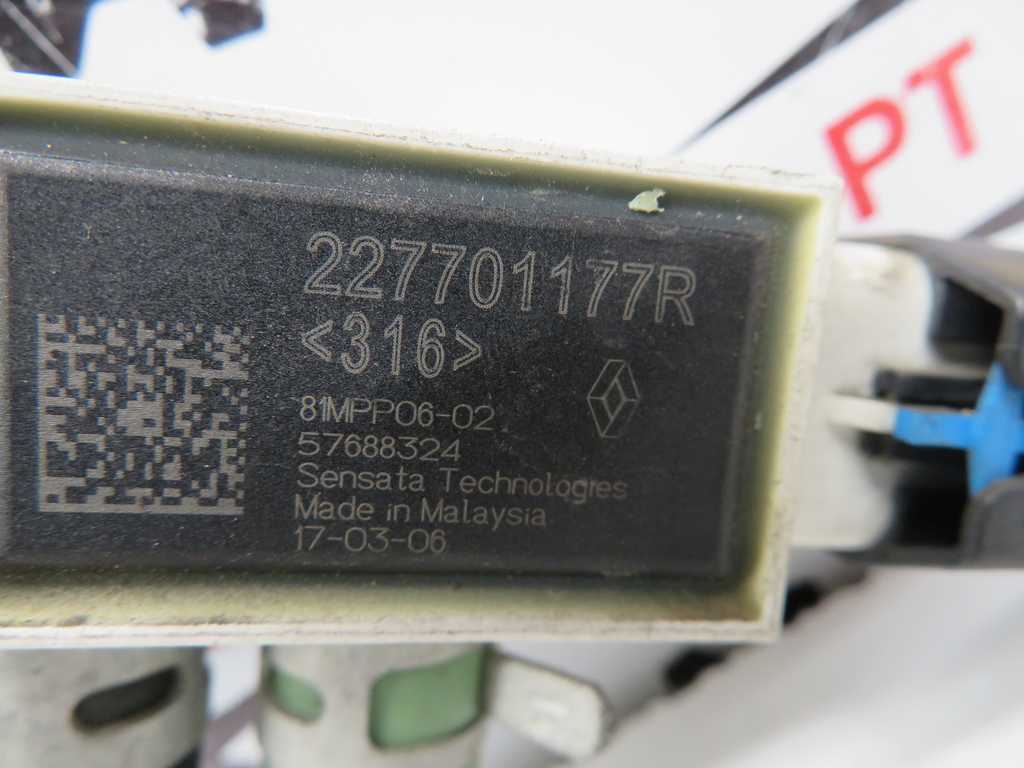 PT
227701177R
<316>
81MPP06-02
57688324
Sensata Technologies
Made in Malaysia
17-03-06